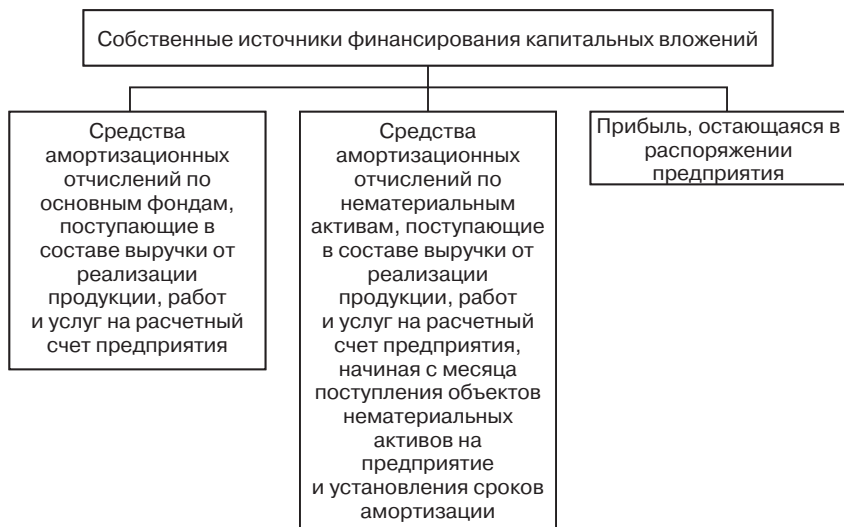 Собственные источники финансирования капитальных вложений
Средства
амортизационных
отчислений по
основным фондам,
поступающие в
составе выручки от
реализации
продукции, работ
и услуг на расчетный
счет предприятия
Средства
амортизационных
отчислений по
нематериальным
активам, поступающие
в составе выручки от
реализации
продукции, работ
и услуг на расчетный
счет предприятия,
начиная с месяца
поступления объектов
нематериальных
активов на
предприятие
и установления сроков
амортизации
Прибыль, остающаяся в
распоряжении
предприятия